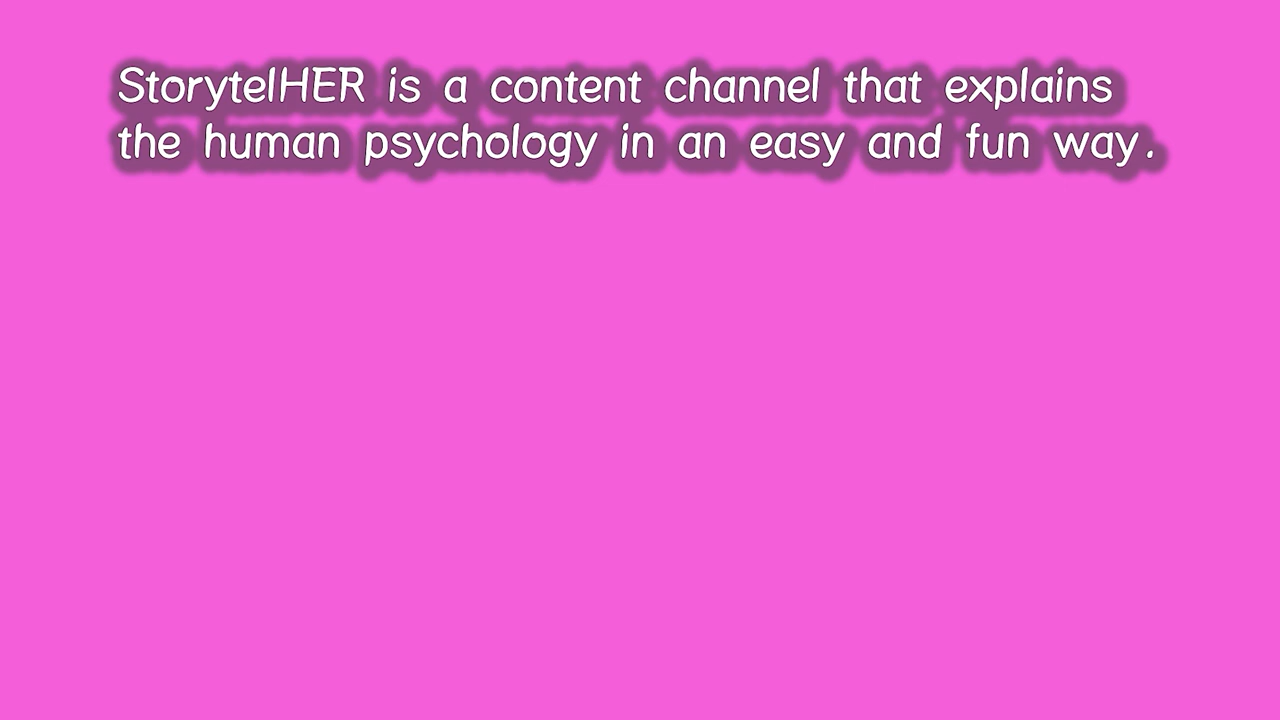 StorytelHER is a content channel that explains
the human psychology in an easy and fun way.